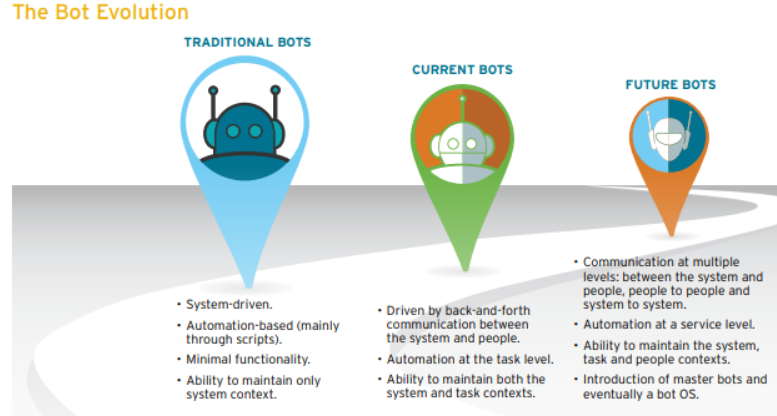 The Bot Evolution
TRADITIONAL BOTS
CURRENT BOTS
FUTURE BOTS
• System-driven.
• Automation-based (mainly
through scripts).
• Minimal functionality.
• Ability to maintain only
system context.
• Driven by back-and-forth
communication between
the system and people.
• Automation at the task level.
• Ability to maintain both the
system and task contexts.
• Communication at multiple
levels: between the system and
people, people to people and
system to system.
• Automation at a service level.
• Ability to maintain the system,
task and people contexts.
• Introduction of master bots and
eventually a bot OS.